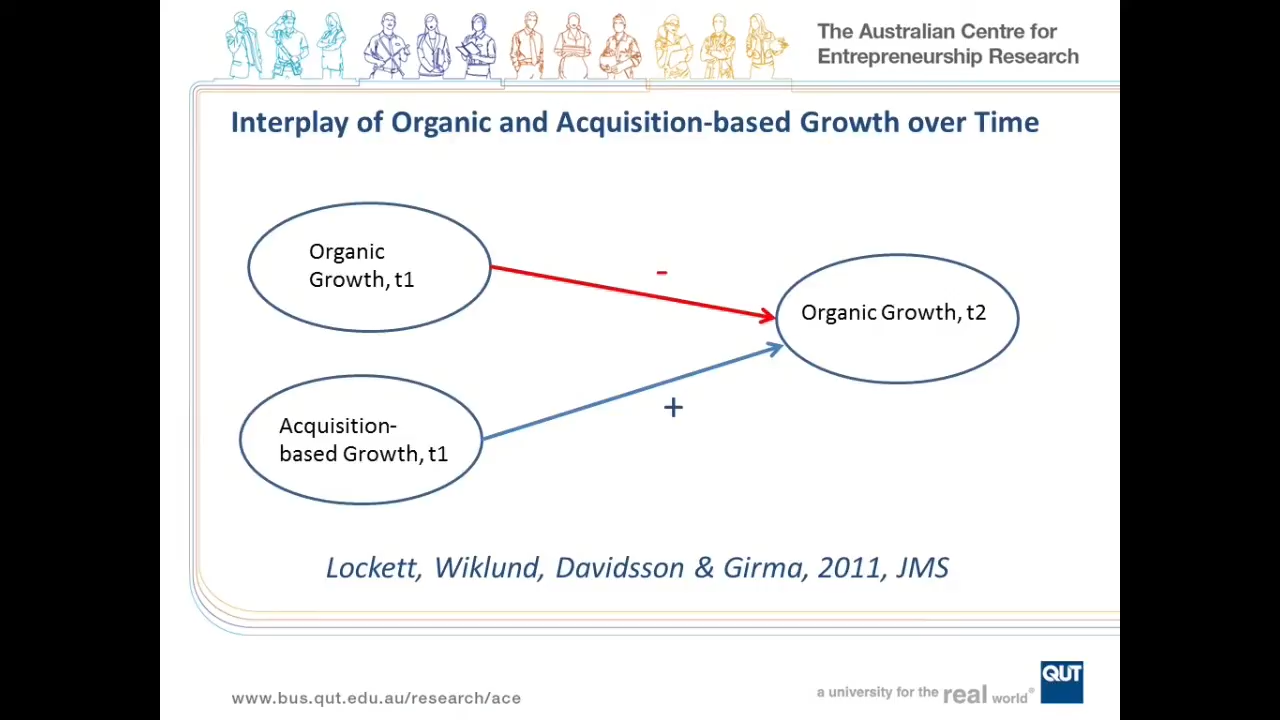 The Australian Centre for
Entrepreneurship Research
Interplay of Organic and Acquisition-based Growth over Time
Organic
Growth, t1
-
Organic Growth, t2
+
Acquisition-
based Growth, t1
Lockett, Wiklund, Davidsson & Girma, 2011, JMS
www.bus.qut.edu.au/research/ace
a university for the real world®
QUT